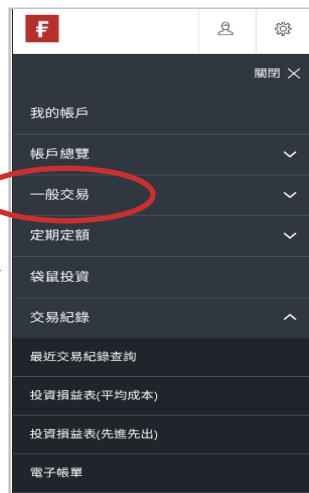 關閉
我的帳戶
帳戶總覽
一般交易
定期定額
袋鼠投資
交易紀錄
最近交易紀錄查詢
投資損益表(平均成本)
投資損益表(先進先出)
電子帳單